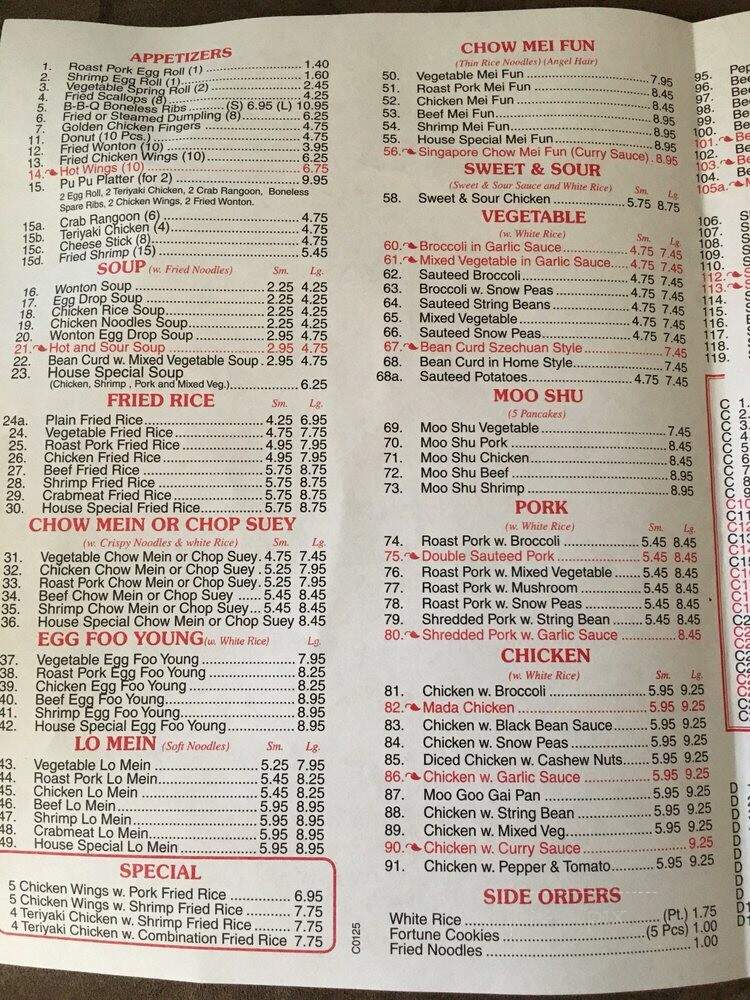 APPETIZERS
1. Roast Pork Egg Roll (1) 1.40
2. Shrimp Egg Roll (1) 1.60
3. Vegetable Spring Roll (2) 2.45
4. Fried Scallops (8) 4.25
5. B-B-Q Boneless Ribs (S) 6.95 (L) 10.95
6. Fried or Steamed Dumpling (8) 6.25
7. Golden Chicken Fingers 4.75
11. Donut (10 Pcs.) 4.75
12. Fried Wonton (10) 3.95
13. Fried Chicken Wings (10) 6.25
14. Hot Wings (10) 6.75
15. Pu Pu Platter (for 2) 9.95
2 Egg Roll, 2 Teriyaki Chicken, 2 Crab Rangoon, Boneless
Spare Ribs, 2 Chicken Wings, 2 Fried Wonton.
15a. Crab Rangoon (6) 4.75
15b. Teriyaki Chicken (4) 4.75
15c. Cheese Stick (8) 4.75
15d. Fried Shrimp (15) 5.45
SOUP (w. Fried Noodles) Sm. Lg.
16. Wonton Soup 2.25 4.25
17. Egg Drop Soup 2.25 4.25
18. Chicken Rice Soup 2.25 4.25
19. Chicken Noodles Soup 2.25 4.25
20. Wonton Egg Drop Soup 2.95 4.75
21. Hot and Sour Soup 2.95 4.75
22. Bean Curd w. Mixed Vegetable Soup 2.95 4.75
23. House Special Soup
(Chicken, Shrimp , Pork and Mixed Veg.) 6.25
FRIED RICE Sm. Lg.
24a. Plain Fried Rice 4.25 6.95
24. Vegetable Fried Rice 4.75 7.75
25. Roast Pork Fried Rice 4.95 7.95
26. Chicken Fried Rice 4.95 7.95
27. Beef Fried Rice 5.75 8.75
28. Shrimp Fried Rice 5.75 8.75
29. Crabmeat Fried Rice 5.75 8.75
30. House Special Fried Rice 5.75 8.75
CHOW MEIN OR CHOP SUEY
(w. Crispy Noodles & white Rice) Sm. Lg.
31. Vegetable Chow Mein or Chop Suey 4.75 7.45
32. Chicken Chow Mein or Chop Suey 5.25 7.95
33. Roast Pork Chow Mein or Chop Suey 5.25 7.95
34. Beef Chow Mein or Chop Suey 5.45 8.45
35. Shrimp Chow Mein or Chop Suey 5.45 8.45
36. House Special Chow Mein or Chop Suey 8.45
EGG FOO YOUNG (w. White Rice) Lg.
37. Vegetable Egg Foo Young 7.95
38. Roast Pork Egg Foo Young 8.25
39. Chicken Egg Foo Young 8.25
40. Beef Egg Foo Young 8.95
41. Shrimp Egg Foo Young 8.95
42. House Special Egg Foo Young 8.95
LO MEIN (Soft Noodles) Sm. Lg.
43. Vegetable Lo Mein 5.25 7.95
44. Roast Pork Lo Mein 5.45 8.25
45. Chicken Lo Mein 5.45 8.25
46. Beef Lo Mein 5.95 8.95
47. Shrimp Lo Mein 5.95 8.95
48. Crabmeat Lo Mein 5.95 8.95
49. House Special Lo Mein 5.95 8.95
SPECIAL
5 Chicken Wings w. Pork Fried Rice 6.95
5 Chicken Wings w. Shrimp Fried Rice 7.75
4 Teriyaki Chicken w. Shrimp Fried Rice 7.75
4 Teriyaki Chicken w. Combination Fried Rice 7.75
C0125
CHOW MEI FUN
(Thin Rice Noodles) (Angel Hair)
50. Vegetable Mei Fun 7.95
51. Roast Pork Mei Fun 8.45
52. Chicken Mei Fun 8.45
53. Beef Mei Fun 8.95
54. Shrimp Mei Fun 8.95
55. House Special Mei Fun 8.95
56. Singapore Chow Mei Fun (Curry Sauce) 8.95
SWEET & SOUR
(Sweet & Sour Sauce and White Rice) Sm. Lg.
58. Sweet & Sour Chicken 5.75 8.75
VEGETABLE
(w. White Rice) Sm. Lg.
60. Broccoli in Garlic Sauce 4.75 7.45
61. Mixed Vegetable in Garlic Sauce 4.75 7.45
62. Sauteed Broccoli 4.75 7.45
63. Broccoli w. Snow Peas 4.75 7.45
64. Sauteed String Beans 4.75 7.45
65. Mixed Vegetable 4.75 7.45
66. Sauteed Snow Peas 4.75 7.45
67. Bean Curd Szechuan Style 7.45
68. Bean Curd in Home Style 7.45
68a. Sauteed Potatoes 4.75 7.45
MOO SHU
(5 Pancakes)
69. Moo Shu Vegetable 7.45
70. Moo Shu Pork 8.45
71. Moo Shu Chicken 8.45
72. Moo Shu Beef 8.95
73. Moo Shu Shrimp 8.95
PORK
(w. White Rice) Sm. Lg.
74. Roast Pork w. Broccoli 5.45 8.45
75. Double Sauteed Pork 5.45 8.45
76. Roast Pork w. Mixed Vegetable 5.45 8.45
77. Roast Pork w. Mushroom 5.45 8.45
78. Roast Pork w. Snow Peas 5.45 8.45
79. Shredded Pork w. String Bean 5.45 8.45
80. Shredded Pork w. Garlic Sauce 8.45
CHICKEN
(w. White Rice) Sm. Lg.
81. Chicken w. Broccoli 5.95 9.25
82. Mada Chicken 5.95 9.25
83. Chicken w. Black Bean Sauce 5.95 9.25
84. Chicken w. Snow Peas 5.95 9.25
85. Diced Chicken w. Cashew Nuts 5.95 9.25
86. Chicken w. Garlic Sauce 5.95 9.25
87. Moo Goo Gai Pan 5.95 9.25
88. Chicken w. String Bean 5.95 9.25
89. Chicken w. Mixed Veg 5.95 9.25
90. Chicken w. Curry Sauce 9.25
91. Chicken w. Pepper & Tomato 5.95 9.25
SIDE ORDERS
White Rice (Pt.) 1.75
Fortune Cookies (5 Pcs) 1.00
Fried Noodles 1.00
95.
96.
97.
98.
100.
101.
102.
103.
104.
105a.
106.
107.
108.
109.
110.
112.
113.
114.
115.
116.
117.
118.
119.